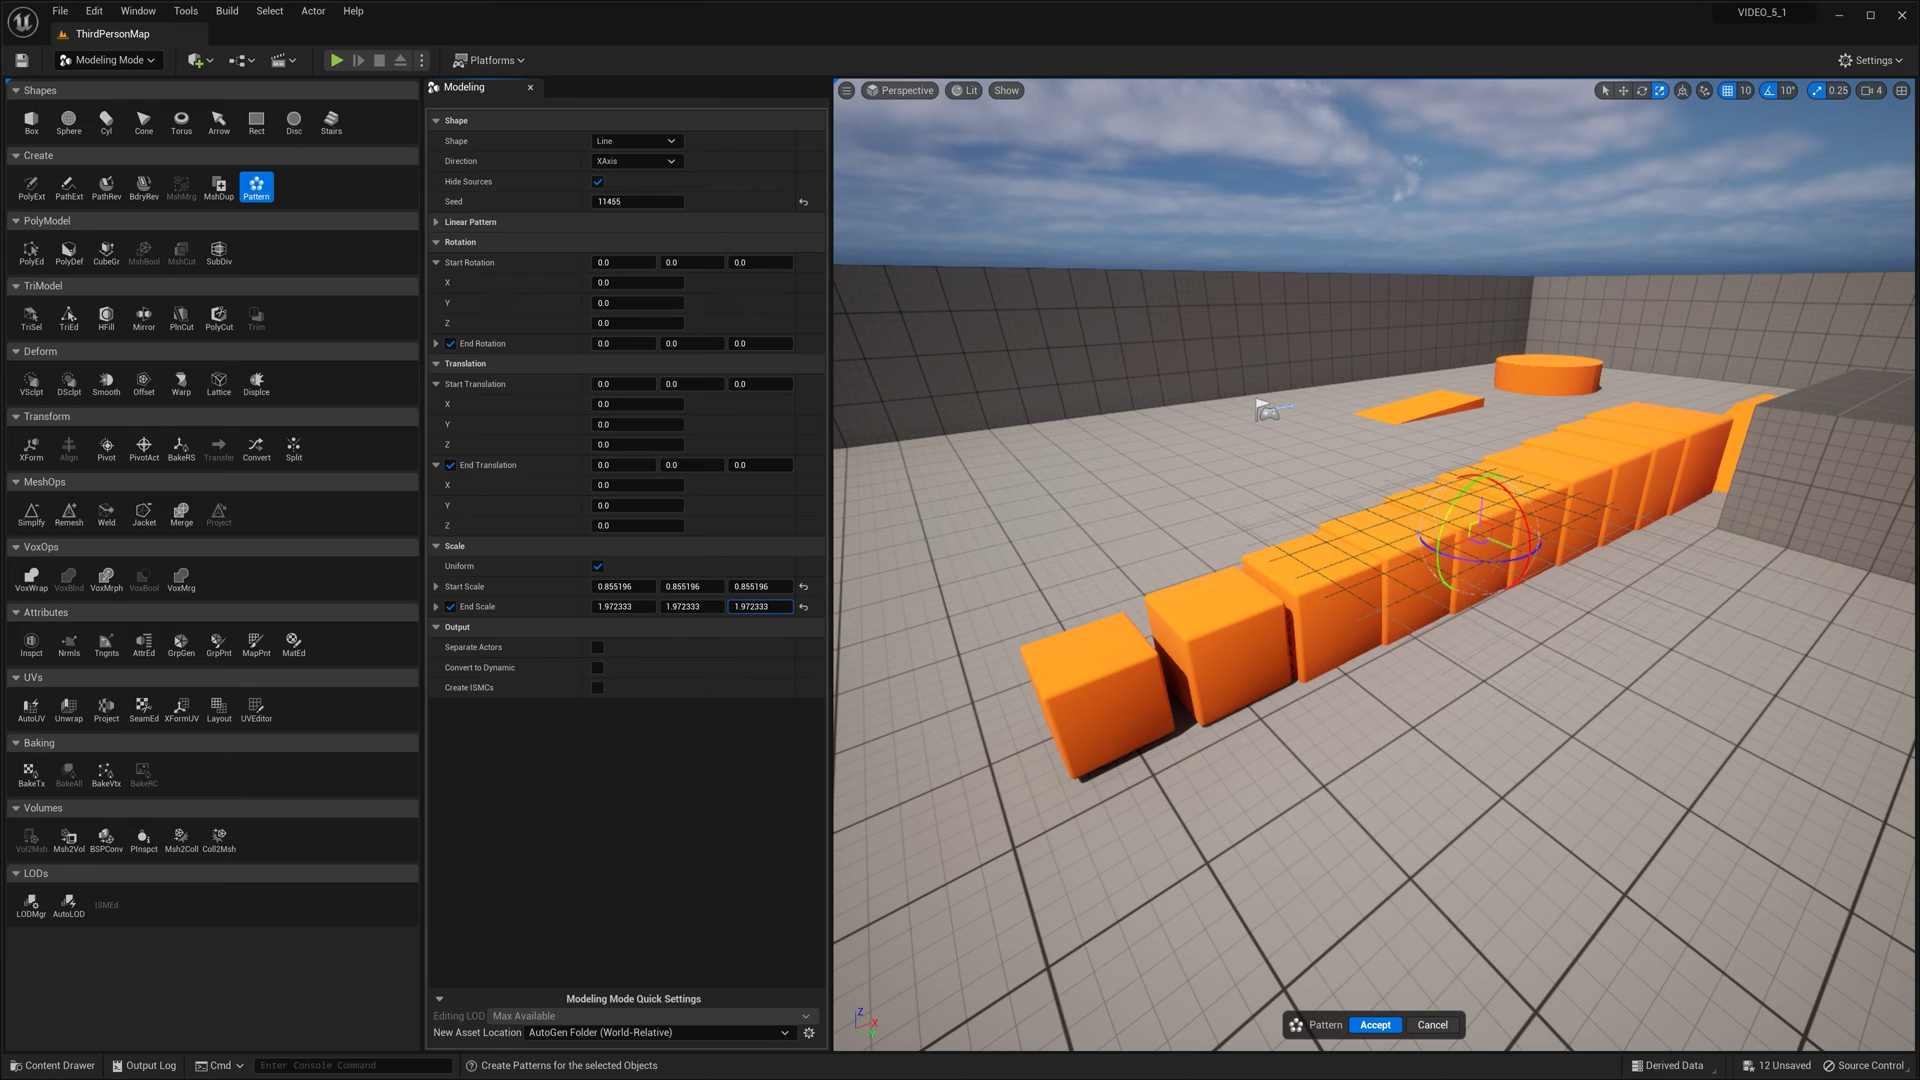 File Edit Window Tools Build Select Actor Help
VIDEO_5_1
ThirdPersonMap
Modeling Mode
Platforms
Settings
Shapes
Box Sphere Cyl Cone Torus Arrow Rect Disc Stairs
Create
PolyExt PathExt PathRev BdryRev MshMrg MshDup Pattern
PolyModel
PolyEd PolyDef CubeGr MshBool MshCut SubDiv
TriModel
TriSel TriEd HFill Mirror PlnCut PolyCut Trim
Deform
VSclpt DSclpt Smooth Offset Warp Lattice Displce
Transform
XForm Align Pivot PivotAct BakeRS Transfer Convert Split
MeshOps
Simplfy Remesh Weld Jacket Merge Project
VoxOps
VoxWrap VoxBlnd VoxMrph VoxBool VoxMrg
Attributes
Inspct Nrmls Tngnts AttrEd GrpGen GrpPnt MapPnt MatEd
UVs
AutoUV Unwrap Project SeamEd XFormUV Layout UVEditor
Baking
BakeTx BakeAll BakeVtx BakeRC
Volumes
Vol2Msh Msh2Vol BSPConv PInspct Msh2Coll Coll2Msh
LODs
LODMgr AutoLOD ISMEd
Modeling
Shape
Shape Line
Direction XAxis
Hide Sources
Seed 11455
Linear Pattern
Rotation
Start Rotation 0.0 0.0 0.0
X 0.0
Y 0.0
Z 0.0
End Rotation 0.0 0.0 0.0
Translation
Start Translation 0.0 0.0 0.0
X 0.0
Y 0.0
Z 0.0
End Translation 0.0 0.0 0.0
X 0.0
Y 0.0
Z 0.0
Scale
Uniform
Start Scale 0.855196 0.855196 0.855196
End Scale 1.972333 1.972333 1.972333
Output
Separate Actors
Convert to Dynamic
Create ISMCs
Modeling Mode Quick Settings
Editing LOD Max Available
New Asset Location AutoGen Folder (World-Relative)
Perspective Lit Show
10 10° 0.25 4
Z X Y
Pattern Accept Cancel
Content Drawer Output Log Cmd Enter Console Command Create Patterns for the selected Objects
Derived Data 12 Unsaved Source Control